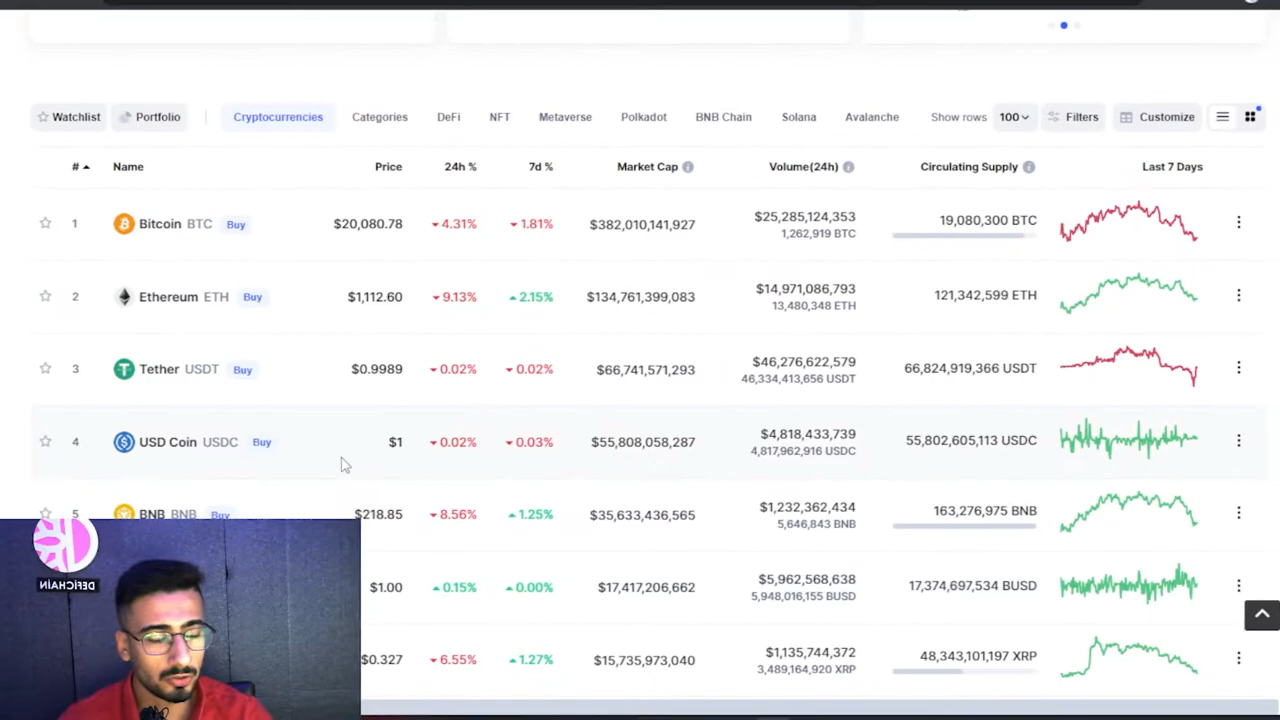 Watchlist Portfolio Cryptocurrencies Categories DeFi NFT Metaverse Polkadot BNB Chain Solana Avalanche Show rows 100 Filters Customize
# Name Price 24h % 7d % Market Cap Volume(24h) Circulating Supply Last 7 Days
1 Bitcoin BTC Buy $20,080.78 4.31% 1.81% $382,010,141,927 $25,285,124,353 19,080,300 BTC
1,262,919 BTC
2 Ethereum ETH Buy $1,112.60 9.13% 2.15% $134,761,399,083 $14,971,086,793 121,342,599 ETH
13,480,348 ETH
3 Tether USDT Buy $0.9989 0.02% 0.02% $66,741,571,293 $46,276,622,579 66,824,919,366 USDT
46,334,413,656 USDT
4 USD Coin USDC Buy $1 0.02% 0.03% $55,808,058,287 $4,818,433,739 55,802,605,113 USDC
4,817,962,916 USDC
5 BNB BNB Buy $218.85 8.56% 1.25% $35,633,436,565 $1,232,362,434 163,276,975 BNB
5,646,843 BNB
$1.00 0.15% 0.00% $17,417,206,662 $5,962,568,638 17,374,697,534 BUSD
5,948,016,155 BUSD
$0.327 6.55% 1.27% $15,735,973,040 $1,135,744,372 48,343,101,197 XRP
3,489,164,920 XRP
DEFICHAIN